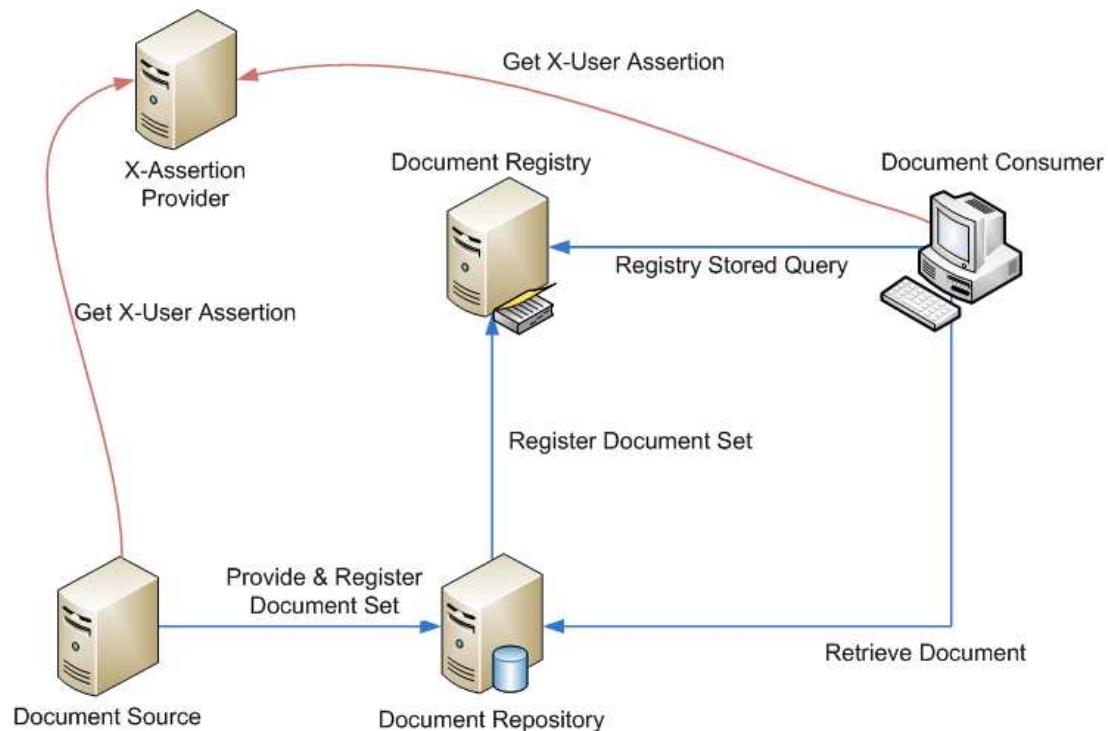 Get X-User Assertion
X-Assertion
Provider
Document Registry
Document Consumer
Registry Stored Query
Get X-User Assertion
Register Document Set
Provide & Register
Document Set
Retrieve Document
Document Source
Document Repository